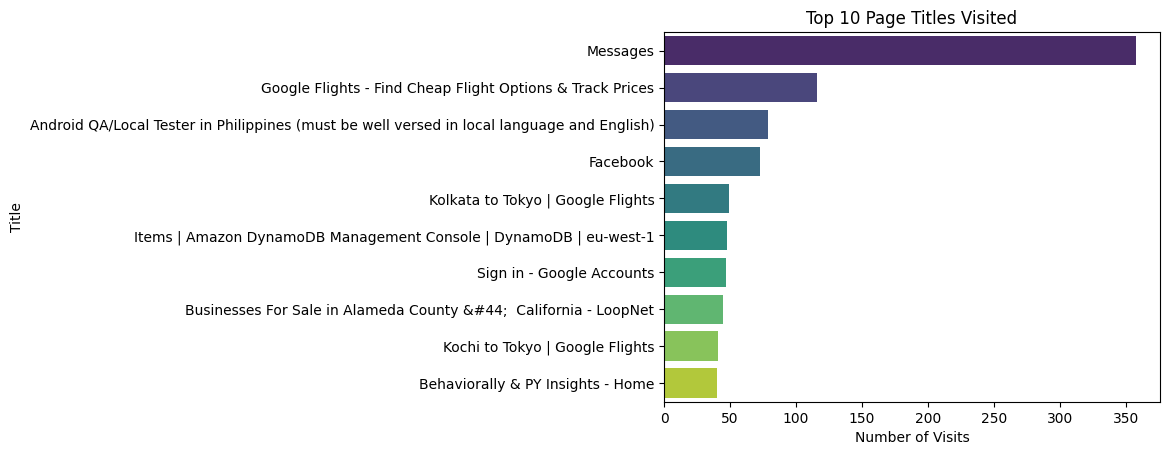 Top 10 Page Titles Visited
Messages
Google Flights - Find Cheap Flight Options & Track Prices
Android QA/Local Tester in Philippines (must be well versed in local language and English)
Facebook
Kolkata to Tokyo | Google Flights
Items | Amazon DynamoDB Management Console | DynamoDB | eu-west-1
Sign in - Google Accounts
Businesses For Sale in Alameda County &#44;  California - LoopNet
Kochi to Tokyo | Google Flights
Behaviorally & PY Insights - Home
Title
0 50 100 150 200 250 300 350
Number of Visits